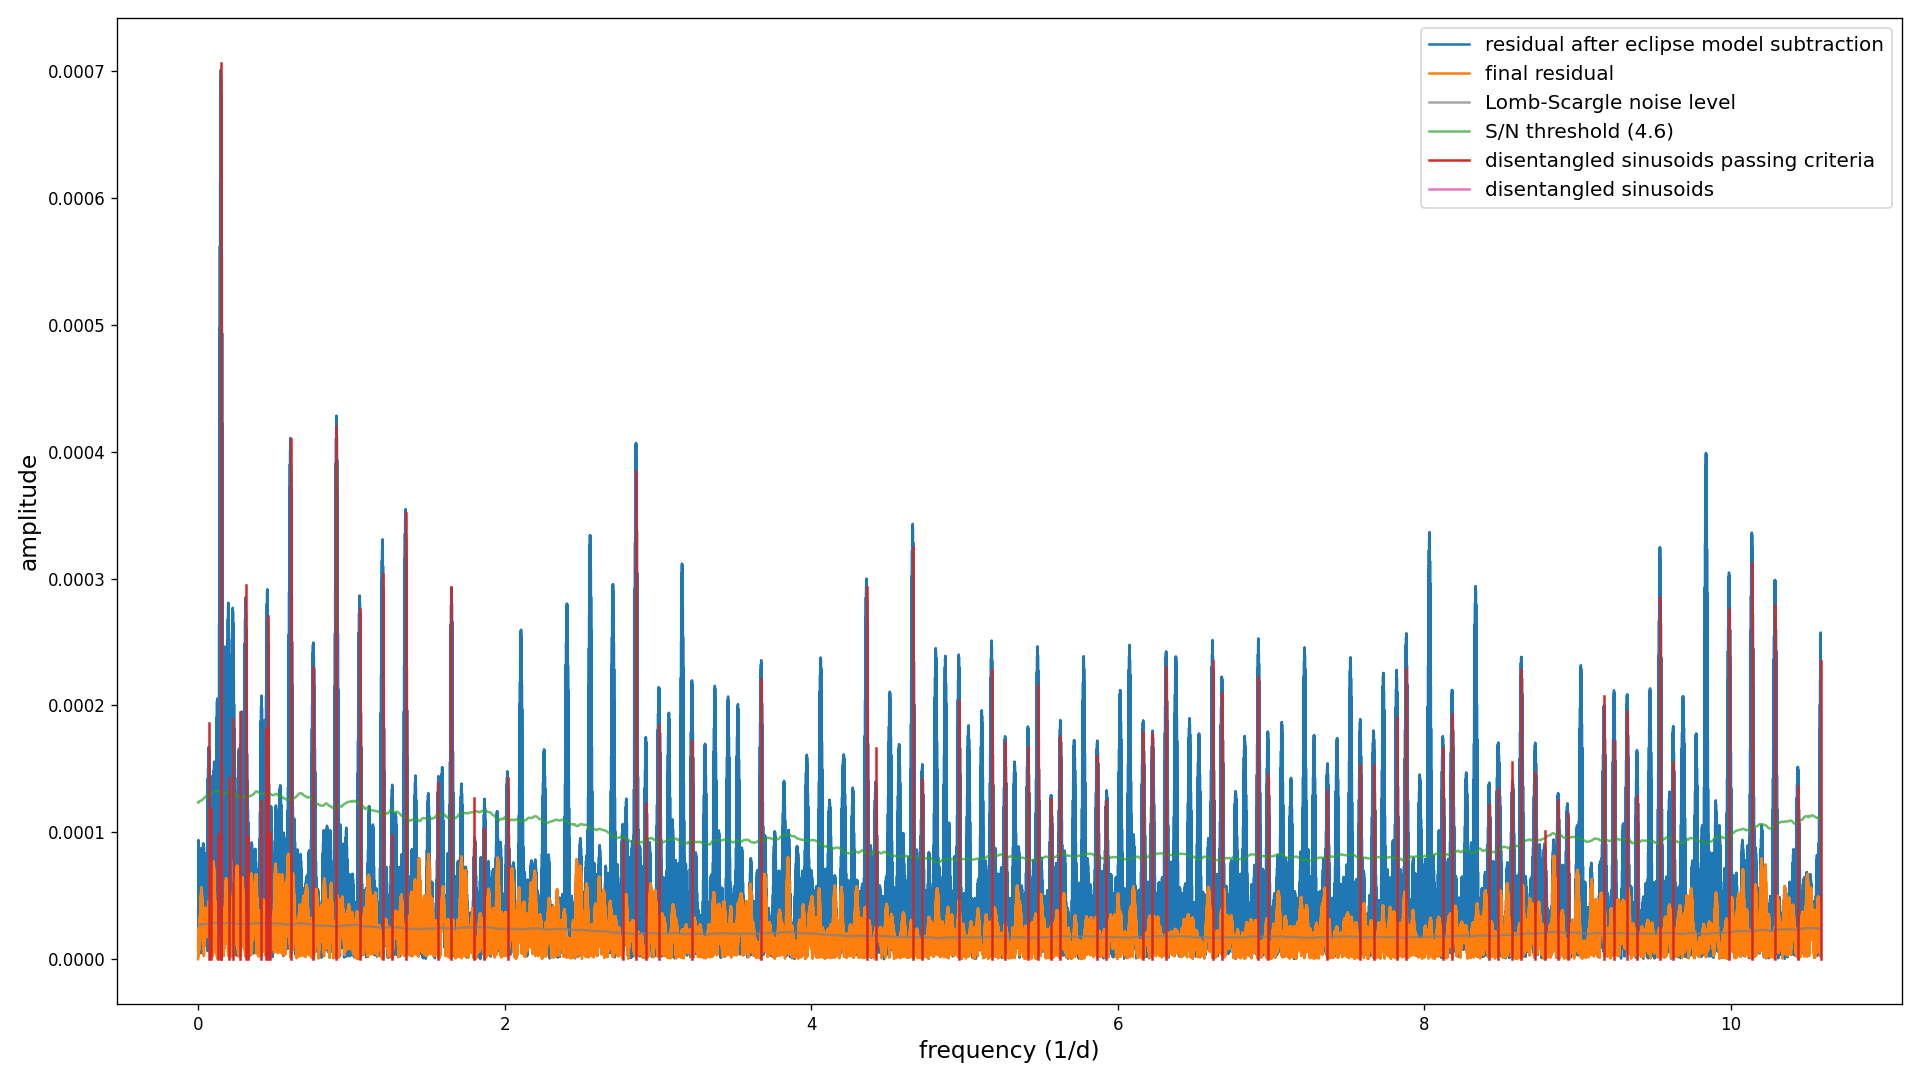 residual after eclipse model subtraction
final residual
Lomb-Scargle noise level
S/N threshold (4.6)
disentangled sinusoids passing criteria
disentangled sinusoids
amplitude
0.0007
0.0006
0.0005
0.0004
0.0003
0.0002
0.0001
0.0000
0 2 4 6 8 10
frequency (1/d)